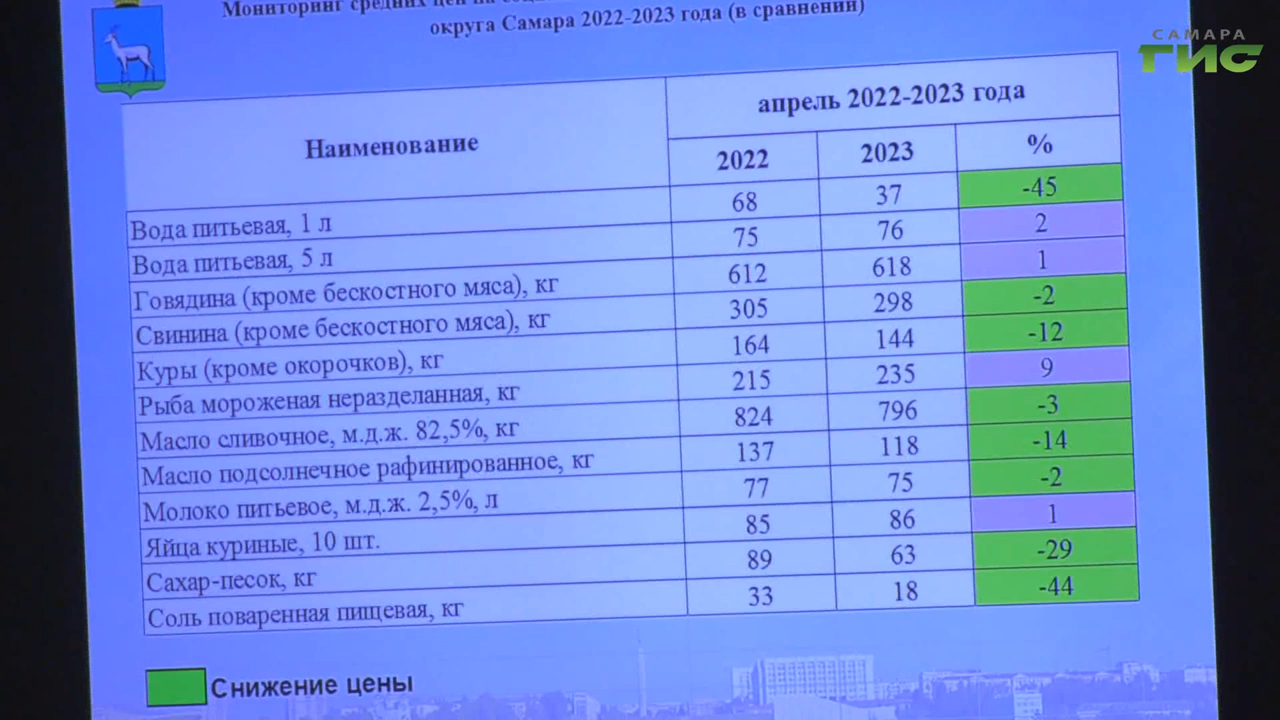 Мониторинг средних цен на
округа Самара 2022-2023 года (в сравнении)
САМАРА
ГИС
Наименование
апрель 2022-2023 года
2022 2023 %
Вода питьевая, 1 л 68 37 -45
Вода питьевая, 5 л 75 76 2
Говядина (кроме бескостного мяса), кг 612 618 1
Свинина (кроме бескостного мяса), кг 305 298 -2
Куры (кроме окорочков), кг 164 144 -12
Рыба мороженая неразделанная, кг 215 235 9
Масло сливочное, м.д.ж. 82,5%, кг 824 796 -3
Масло подсолнечное рафинированное, кг 137 118 -14
Молоко питьевое, м.д.ж. 2,5%, л 77 75 -2
Яйца куриные, 10 шт. 85 86 1
Сахар-песок, кг 89 63 -29
Соль поваренная пищевая, кг 33 18 -44
Снижение цены